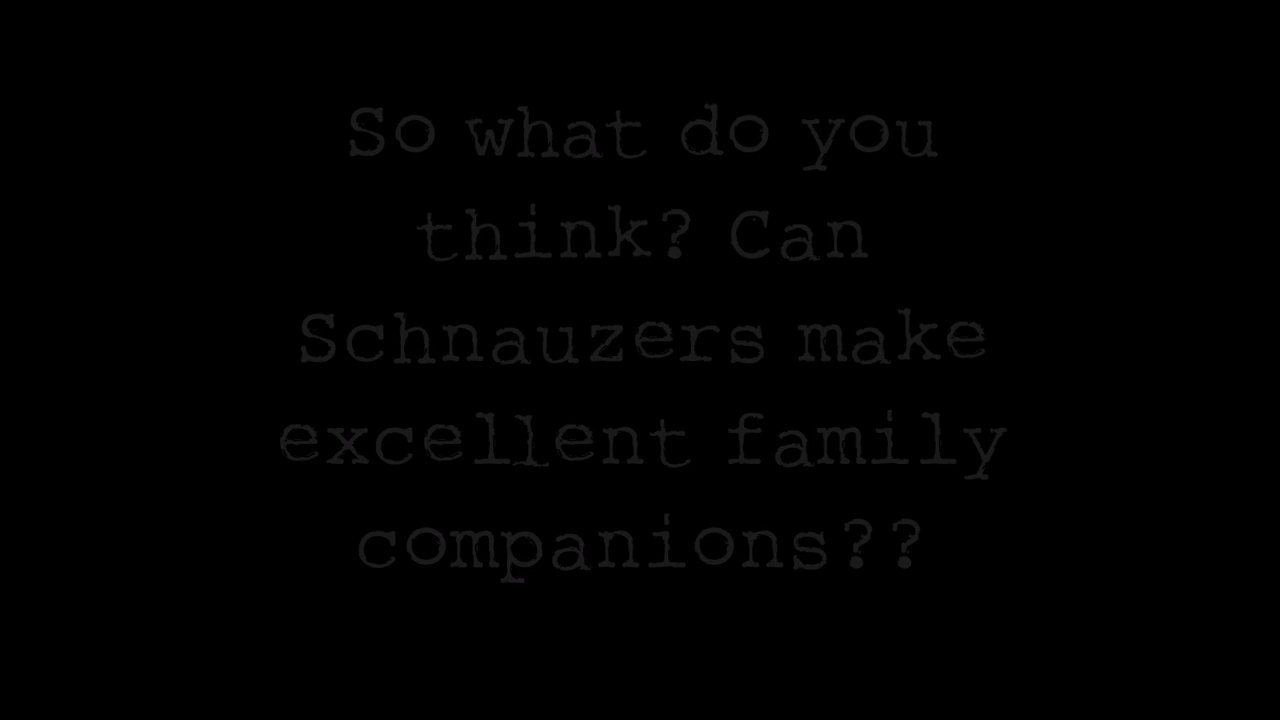 So what do you
think? Can
Schnauzers make
excellent family
companions??